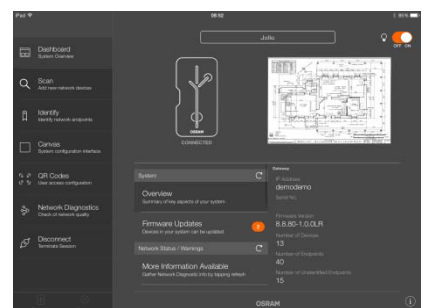 iPad
08:52
90%
Jolio
OFF ON
Dashboard
System Overview
Scan
Add new network devices
Identify
Identify network endpoints
Canvas
System configuration interface
QR Codes
User access configuration
Network Diagnostics
Check of network quality
Disconnect
Terminate Session
OSRAM
CONNECTED
System
Overview
Summary of key aspects of your system
Firmware Updates
Devices in your system can be updated
Network Status / Warnings
More Information Available
Gather Network Diagnostic info by tapping refresh
Gateway
IP Address
demodemo
Serial No.
Firmware Version
6.8.80-1.0.0LR
Number of Devices
13
Number of Endpoints
40
Number of Unidentified Endpoints
15
OSRAM